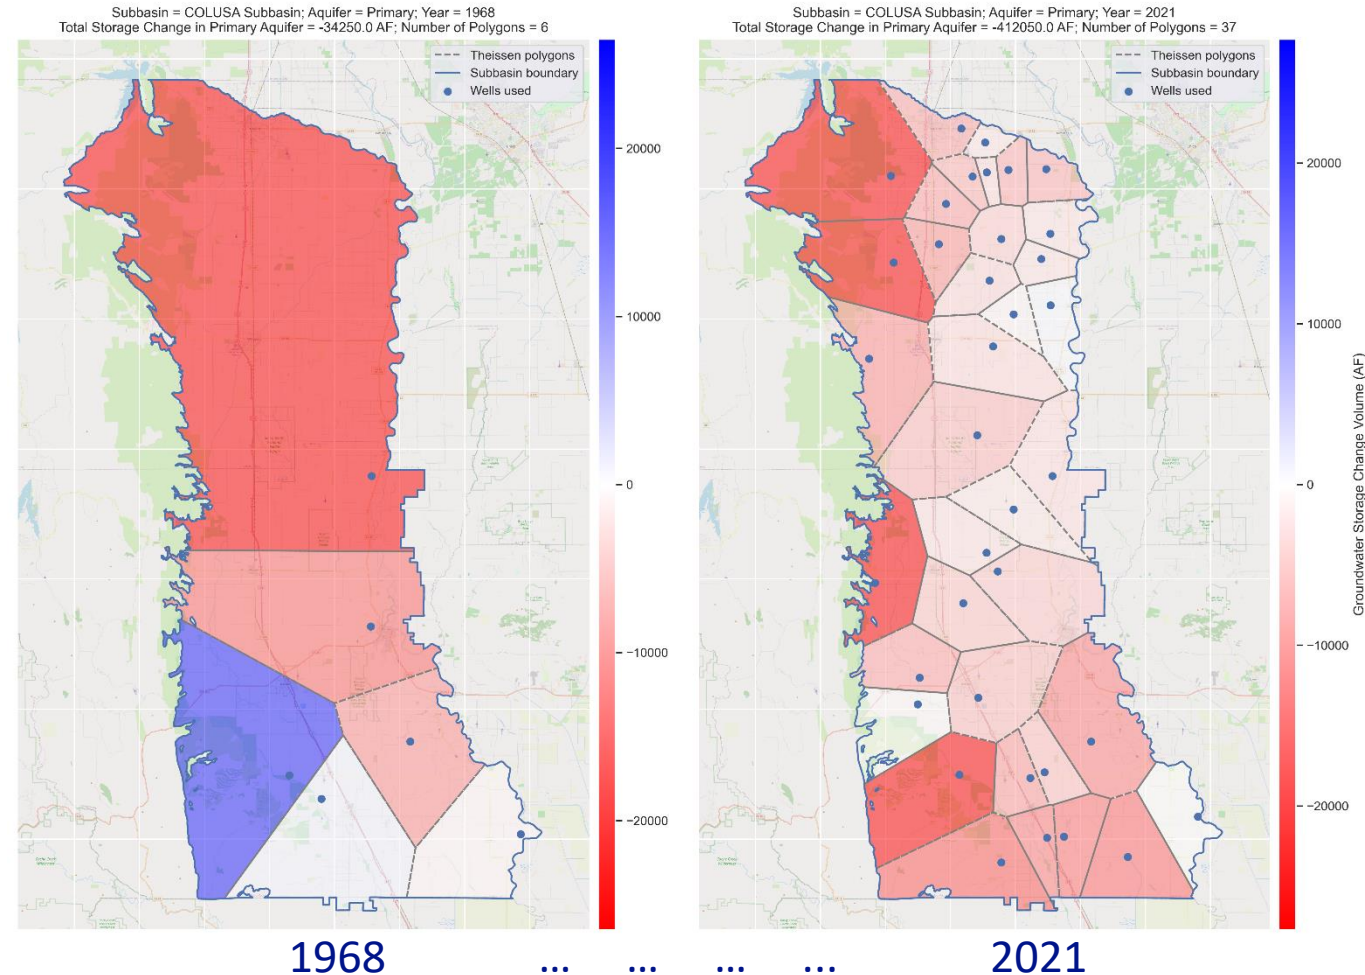 Subbasin = COLUSA Subbasin; Aquifer = Primary; Year = 1968
Total Storage Change in Primary Aquifer = -34250.0 AF; Number of Polygons = 6
Theissen polygons
Subbasin boundary
Wells used
20000
10000
0
−10000
−20000
Subbasin = COLUSA Subbasin; Aquifer = Primary; Year = 2021
Total Storage Change in Primary Aquifer = -412050.0 AF; Number of Polygons = 37
Theissen polygons
Subbasin boundary
Wells used
20000
10000
0
−10000
−20000
Groundwater Storage Change Volume (AF)
1968 ... ... ... ... 2021